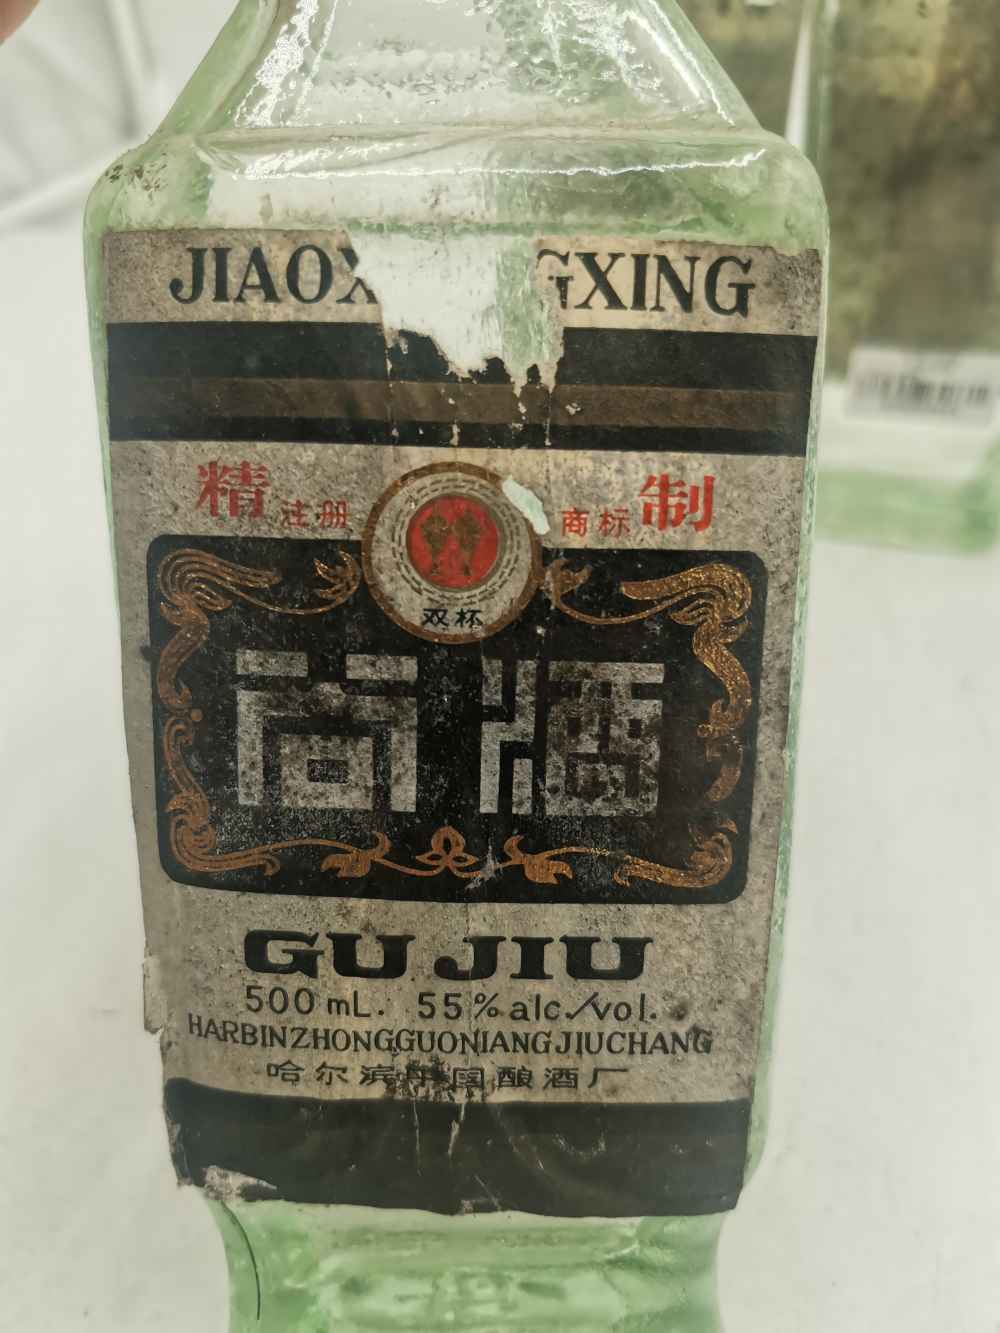 JIAOX GXING
精 注册 商标 制
双杯
古酒
GU JIU
500 mL. 55% alc./vol.
HARBINZHONGGUONIANGJIUCHANG
哈尔滨中国酿酒厂